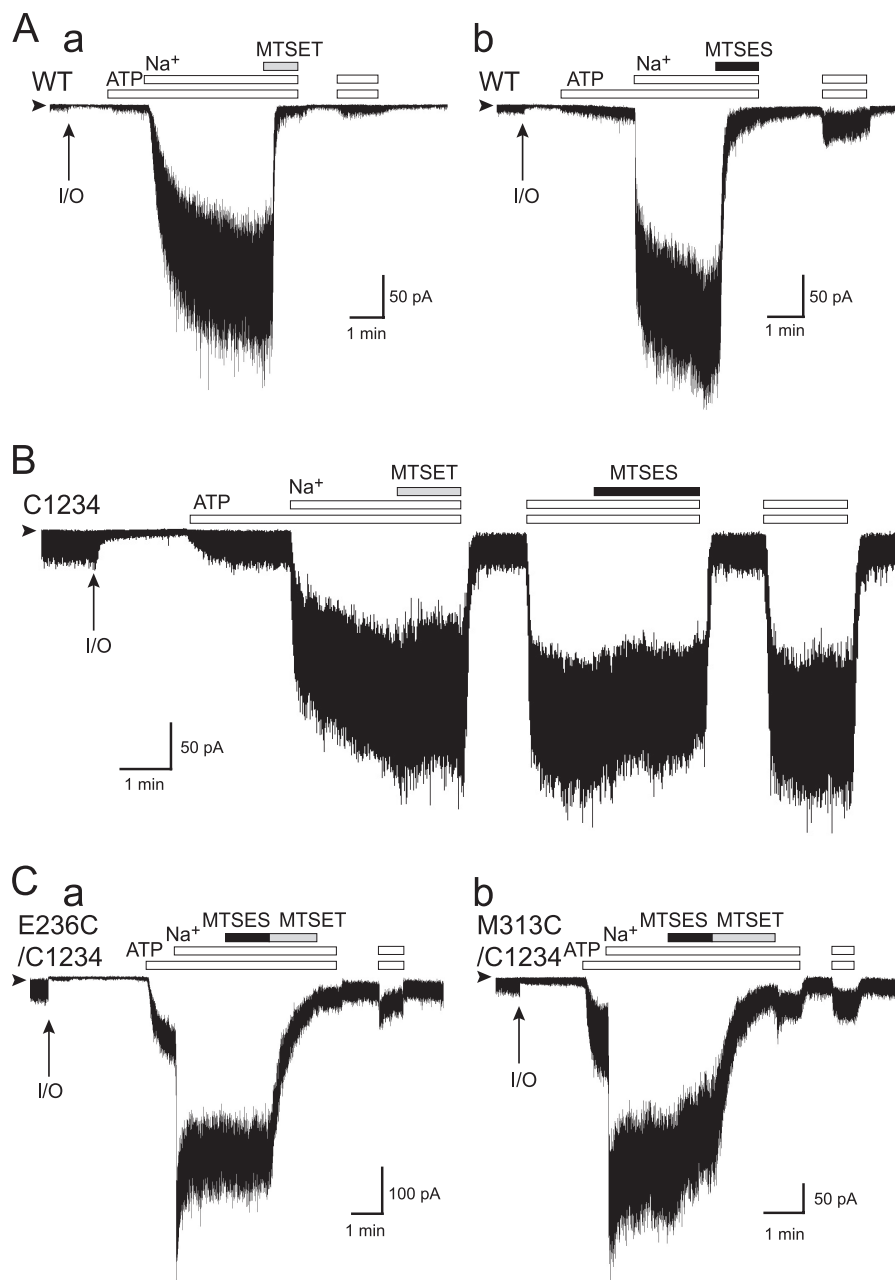 A
a
b
MTSET
MTSES
Na+
Na+
WT
ATP
WT
ATP
I/O
I/O
50 pA
1 min
50 pA
1 min
B
MTSET
MTSES
Na+
C1234
ATP
I/O
50 pA
1 min
C
a
b
E236C
/C1234
MTSES
MTSET
Na+
ATP
M313C
/C1234
MTSES
MTSET
Na+
ATP
I/O
I/O
100 pA
1 min
50 pA
1 min